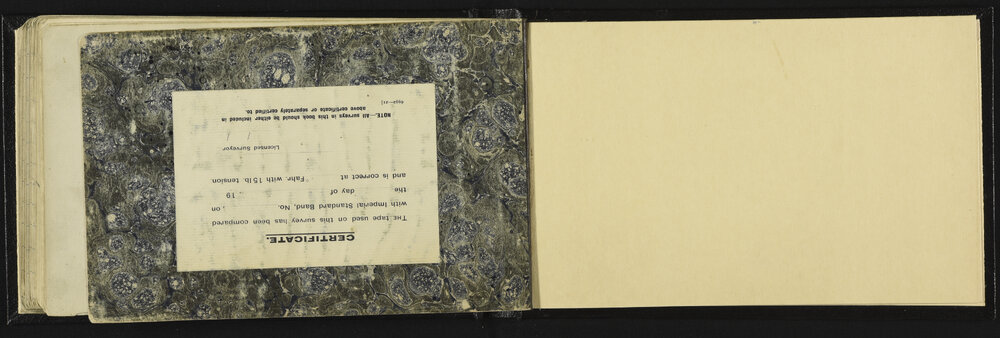 CERTIFICATE.
THE tape used on this survey has been compared
with Imperial Standard Band, No. , on
the day of 19 ,
and is correct at °Fahr. with 15 lb. tension
Licensed Surveyor
/ /
NOTE.—All surveys in this book should be either included in
above certificate or separately certified to.